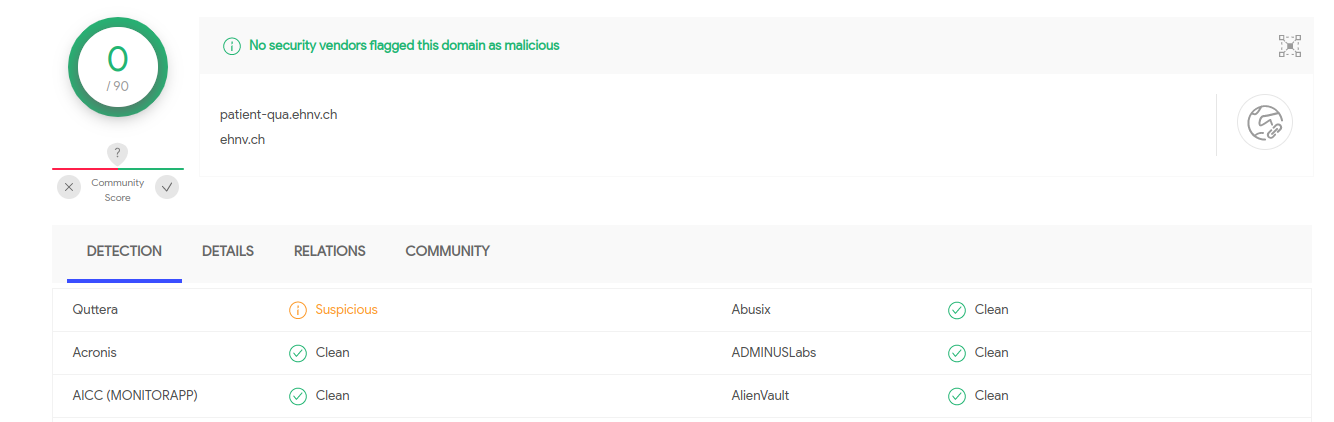 0
/ 90
No security vendors flagged this domain as malicious
patient-qua.ehnv.ch
ehnv.ch
?
Community
Score
DETECTION DETAILS RELATIONS COMMUNITY
Quttera Suspicious Abusix Clean
Acronis Clean ADMINUSLabs Clean
AICC (MONITORAPP) Clean AlienVault Clean